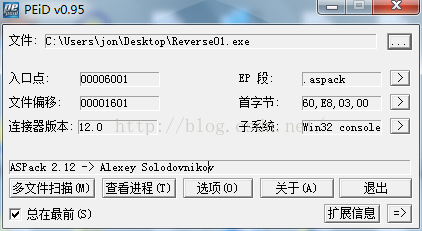 PEiD v0.95
文件: C:\Users\jon\Desktop\Reverse01.exe ...
入口点: 00006001 EP 段: .aspack >
文件偏移: 00001601 首字节: 60,E8,03,00 >
连接器版本: 12.0 子系统: Win32 console >
http://blog.
ASPack 2.12 -> Alexey Solodovnikov
多文件扫描(M) 查看进程(T) 选项(O) 关于(A) 退出
总在最前(S) 扩展信息 =>